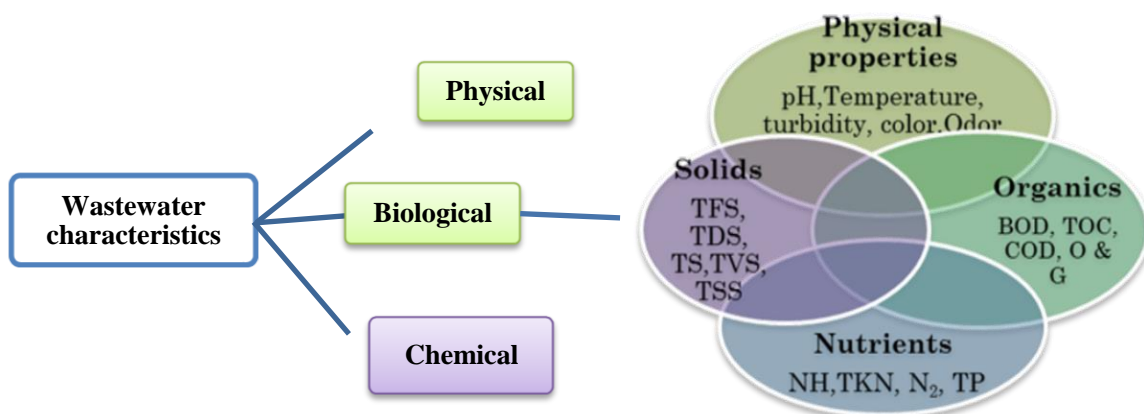 Wastewater
characteristics
Physical
Biological
Chemical
Physical
properties
pH,Temperature,
turbidity, color.Odor
Solids
TFS,
TDS,
TS,TVS,
TSS
Organics
BOD, TOC,
COD, O &
G
Nutrients
NH,TKN, N₂, TP